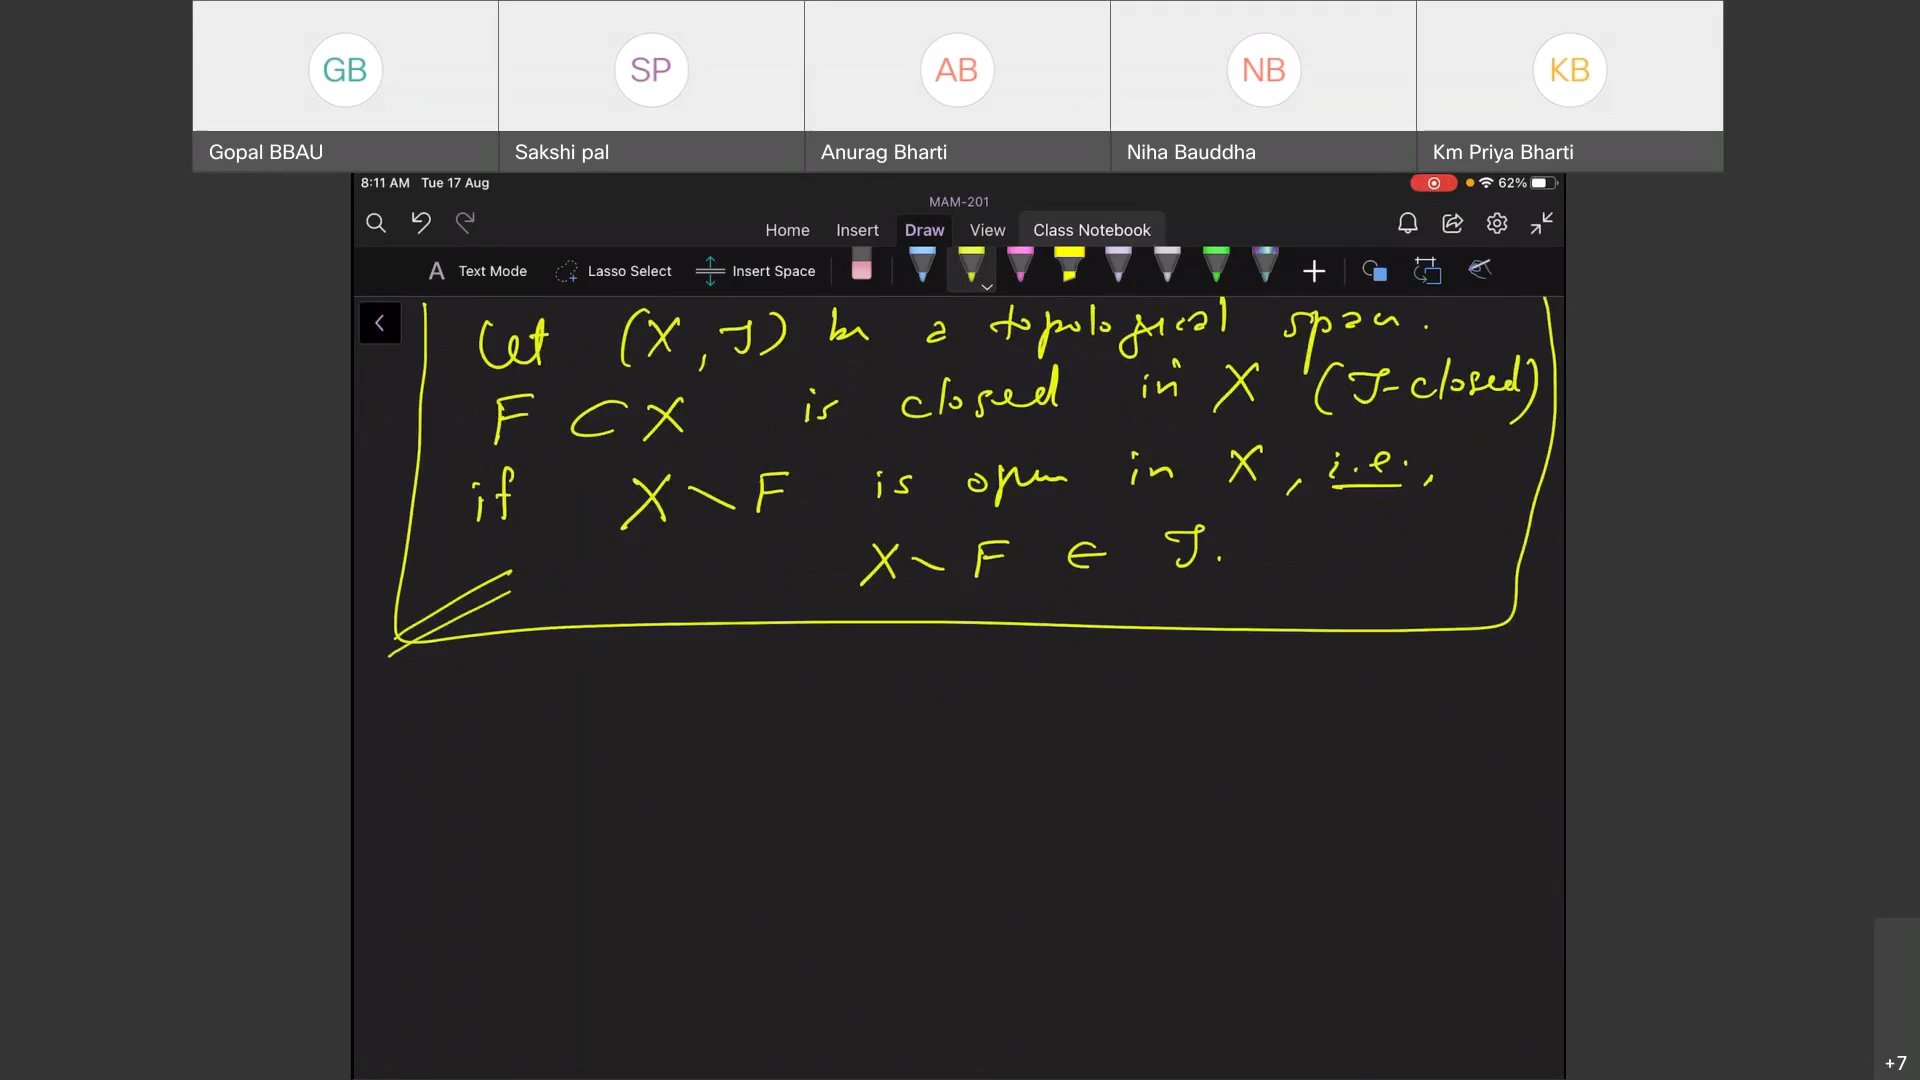 GB SP AB NB KB
Gopal BBAU Sakshi pal Anurag Bharti Niha Bauddha Km Priya Bharti
8:11 AM Tue 17 Aug 62%
MAM-201
Home Insert Draw View Class Notebook
A Text Mode Lasso Select Insert Space
Let (X, 𝒯) be a topological space.
F ⊂ X is closed in X (𝒯-closed)
if X \ F is open in X, i.e.,
X \ F ∈ 𝒯.
+7